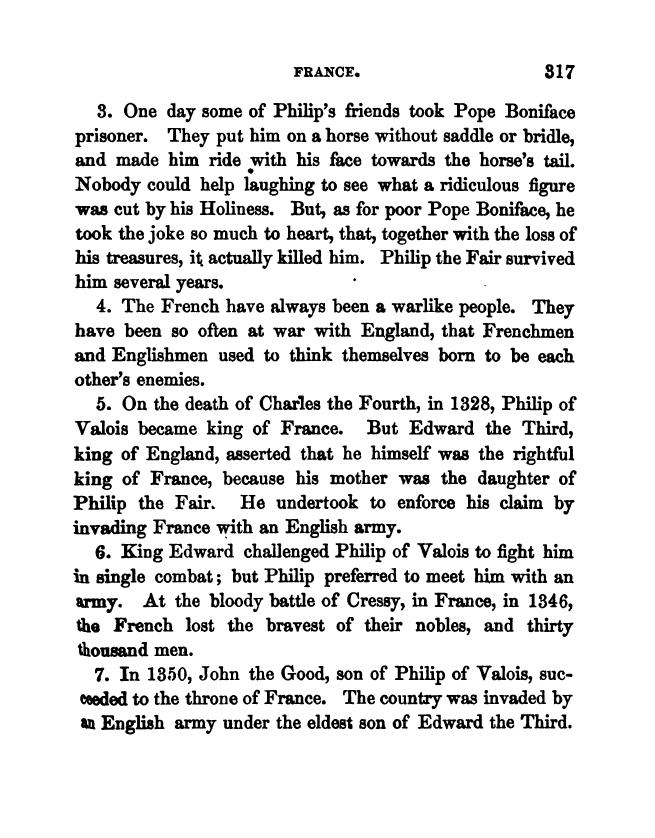 FRANCE. 317
3. One day some of Philip's friends took Pope Boniface
prisoner. They put him on a horse without saddle or bridle,
and made him ride with his face towards the horse's tail.
Nobody could help laughing to see what a ridiculous figure
was cut by his Holiness. But, as for poor Pope Boniface, he
took the joke so much to heart, that, together with the loss of
his treasures, it actually killed him. Philip the Fair survived
him several years.
4. The French have always been a warlike people. They
have been so often at war with England, that Frenchmen
and Englishmen used to think themselves born to be each
other's enemies.
5. On the death of Charles the Fourth, in 1328, Philip of
Valois became king of France. But Edward the Third,
king of England, asserted that he himself was the rightful
king of France, because his mother was the daughter of
Philip the Fair. He undertook to enforce his claim by
invading France with an English army.
6. King Edward challenged Philip of Valois to fight him
in single combat; but Philip preferred to meet him with an
army. At the bloody battle of Cressy, in France, in 1346,
the French lost the bravest of their nobles, and thirty
thousand men.
7. In 1350, John the Good, son of Philip of Valois, suc-
ceeded to the throne of France. The country was invaded by
an English army under the eldest son of Edward the Third.